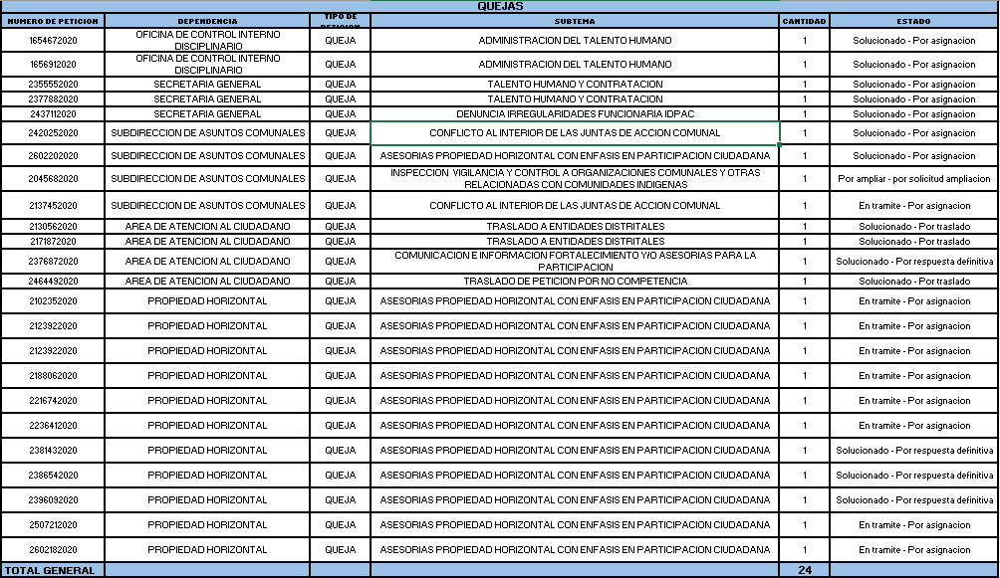 QUEJAS
NUMERO DE PETICION DEPENDENCIA TIPO DE PETICION SUBTEMA CANTIDAD ESTADO
1654672020 OFICINA DE CONTROL INTERNO DISCIPLINARIO QUEJA ADMINISTRACION DEL TALENTO HUMANO 1 Solucionado - Por asignacion
1656912020 OFICINA DE CONTROL INTERNO DISCIPLINARIO QUEJA ADMINISTRACION DEL TALENTO HUMANO 1 Solucionado - Por asignacion
2355552020 SECRETARIA GENERAL QUEJA TALENTO HUMANO Y CONTRATACION 1 Solucionado - Por asignacion
2377882020 SECRETARIA GENERAL QUEJA TALENTO HUMANO Y CONTRATACION 1 Solucionado - Por asignacion
2437112020 SECRETARIA GENERAL QUEJA DENUNCIA IRREGULARIDADES FUNCIONARIA IDPAC 1 Solucionado - Por asignacion
2420252020 SUBDIRECCION DE ASUNTOS COMUNALES QUEJA CONFLICTO AL INTERIOR DE LAS JUNTAS DE ACCION COMUNAL 1 Solucionado - Por asignacion
2602202020 SUBDIRECCION DE ASUNTOS COMUNALES QUEJA ASESORIAS PROPIEDAD HORIZONTAL CON ENFASIS EN PARTICIPACION CIUDADANA 1 Solucionado - Por asignacion
2045682020 SUBDIRECCION DE ASUNTOS COMUNALES QUEJA INSPECCION VIGILANCIA Y CONTROL A ORGANIZACIONES COMUNALES Y OTRAS RELACIONADAS CON COMUNIDADES INDIGENAS 1 Por ampliar - por solicitud ampliacion
2137452020 SUBDIRECCION DE ASUNTOS COMUNALES QUEJA CONFLICTO AL INTERIOR DE LAS JUNTAS DE ACCION COMUNAL 1 En tramite - Por asignacion
2130562020 AREA DE ATENCION AL CIUDADANO QUEJA TRASLADO A ENTIDADES DISTRITALES 1 Solucionado - Por traslado
2171872020 AREA DE ATENCION AL CIUDADANO QUEJA TRASLADO A ENTIDADES DISTRITALES 1 Solucionado - Por traslado
2376872020 AREA DE ATENCION AL CIUDADANO QUEJA COMUNICACION E INFORMACION FORTALECIMIENTO Y/O ASESORIAS PARA LA PARTICIPACION 1 Solucionado - Por respuesta definitiva
2464492020 AREA DE ATENCION AL CIUDADANO QUEJA TRASLADO DE PETICION POR NO COMPETENCIA 1 Solucionado - Por traslado
2102352020 PROPIEDAD HORIZONTAL QUEJA ASESORIAS PROPIEDAD HORIZONTAL CON ENFASIS EN PARTICIPACION CIUDADANA 1 En tramite - Por asignacion
2123922020 PROPIEDAD HORIZONTAL QUEJA ASESORIAS PROPIEDAD HORIZONTAL CON ENFASIS EN PARTICIPACION CIUDADANA 1 En tramite - Por asignacion
2123922020 PROPIEDAD HORIZONTAL QUEJA ASESORIAS PROPIEDAD HORIZONTAL CON ENFASIS EN PARTICIPACION CIUDADANA 1 En tramite - Por asignacion
2188062020 PROPIEDAD HORIZONTAL QUEJA ASESORIAS PROPIEDAD HORIZONTAL CON ENFASIS EN PARTICIPACION CIUDADANA 1 En tramite - Por asignacion
2216742020 PROPIEDAD HORIZONTAL QUEJA ASESORIAS PROPIEDAD HORIZONTAL CON ENFASIS EN PARTICIPACION CIUDADANA 1 En tramite - Por asignacion
2236412020 PROPIEDAD HORIZONTAL QUEJA ASESORIAS PROPIEDAD HORIZONTAL CON ENFASIS EN PARTICIPACION CIUDADANA 1 En tramite - Por asignacion
2381432020 PROPIEDAD HORIZONTAL QUEJA ASESORIAS PROPIEDAD HORIZONTAL CON ENFASIS EN PARTICIPACION CIUDADANA 1 Solucionado - Por respuesta definitiva
2386542020 PROPIEDAD HORIZONTAL QUEJA ASESORIAS PROPIEDAD HORIZONTAL CON ENFASIS EN PARTICIPACION CIUDADANA 1 Solucionado - Por respuesta definitiva
2396092020 PROPIEDAD HORIZONTAL QUEJA ASESORIAS PROPIEDAD HORIZONTAL CON ENFASIS EN PARTICIPACION CIUDADANA 1 Solucionado - Por respuesta definitiva
2507212020 PROPIEDAD HORIZONTAL QUEJA ASESORIAS PROPIEDAD HORIZONTAL CON ENFASIS EN PARTICIPACION CIUDADANA 1 En tramite - Por asignacion
2602182020 PROPIEDAD HORIZONTAL QUEJA ASESORIAS PROPIEDAD HORIZONTAL CON ENFASIS EN PARTICIPACION CIUDADANA 1 En tramite - Por asignacion
TOTAL GENERAL 24